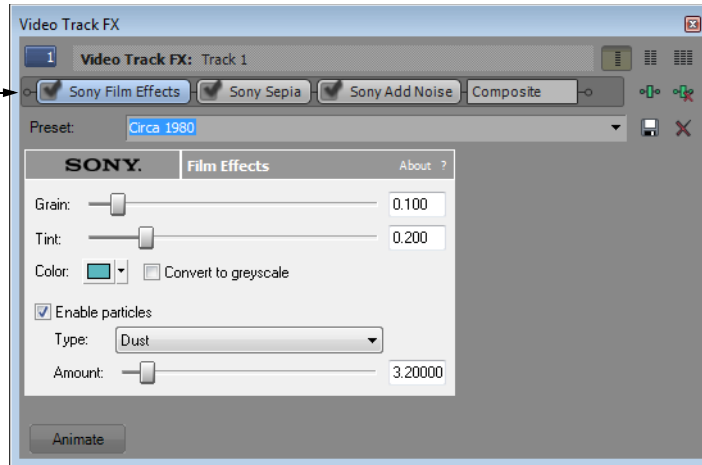 Video Track FX
1 Video Track FX: Track 1
Sony Film Effects Sony Sepia Sony Add Noise Composite
Preset: Circa 1980
SONY. Film Effects About ?
Grain: 0.100
Tint: 0.200
Color: Convert to greyscale
Enable particles
Type: Dust
Amount: 3.20000
Animate